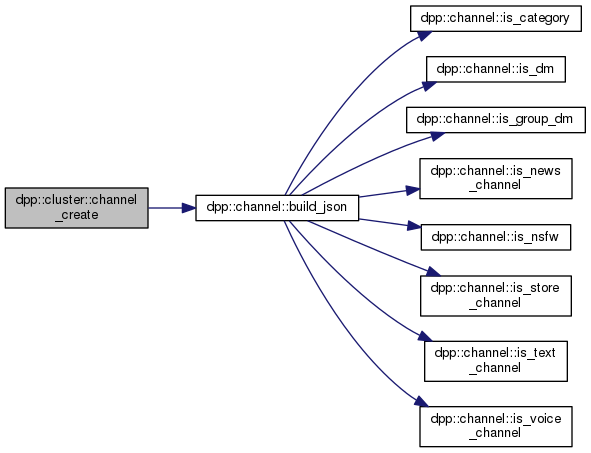 dpp::cluster::channel
_create
dpp::channel::build_json
dpp::channel::is_category
dpp::channel::is_dm
dpp::channel::is_group_dm
dpp::channel::is_news
_channel
dpp::channel::is_nsfw
dpp::channel::is_store
_channel
dpp::channel::is_text
_channel
dpp::channel::is_voice
_channel